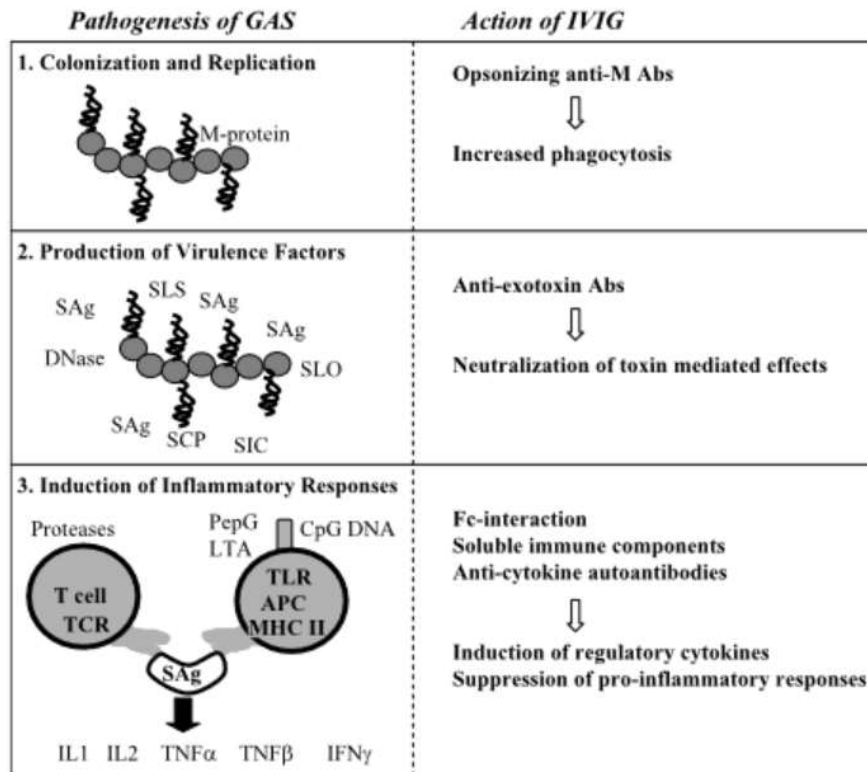 Pathogenesis of GAS
Action of IVIG
1. Colonization and Replication
M-protein
Opsonizing anti-M Abs
Increased phagocytosis
2. Production of Virulence Factors
SLS
SAg
SAg
SAg
DNase
SLO
SAg
SCP
SIC
Anti-exotoxin Abs
Neutralization of toxin mediated effects
3. Induction of Inflammatory Responses
Proteases
PepG
LTA
CpG DNA
T cell
TCR
TLR
APC
MHC II
SAg
IL1 IL2 TNFα TNFβ IFNγ
Fc-interaction
Soluble immune components
Anti-cytokine autoantibodies
Induction of regulatory cytokines
Suppression of pro-inflammatory responses